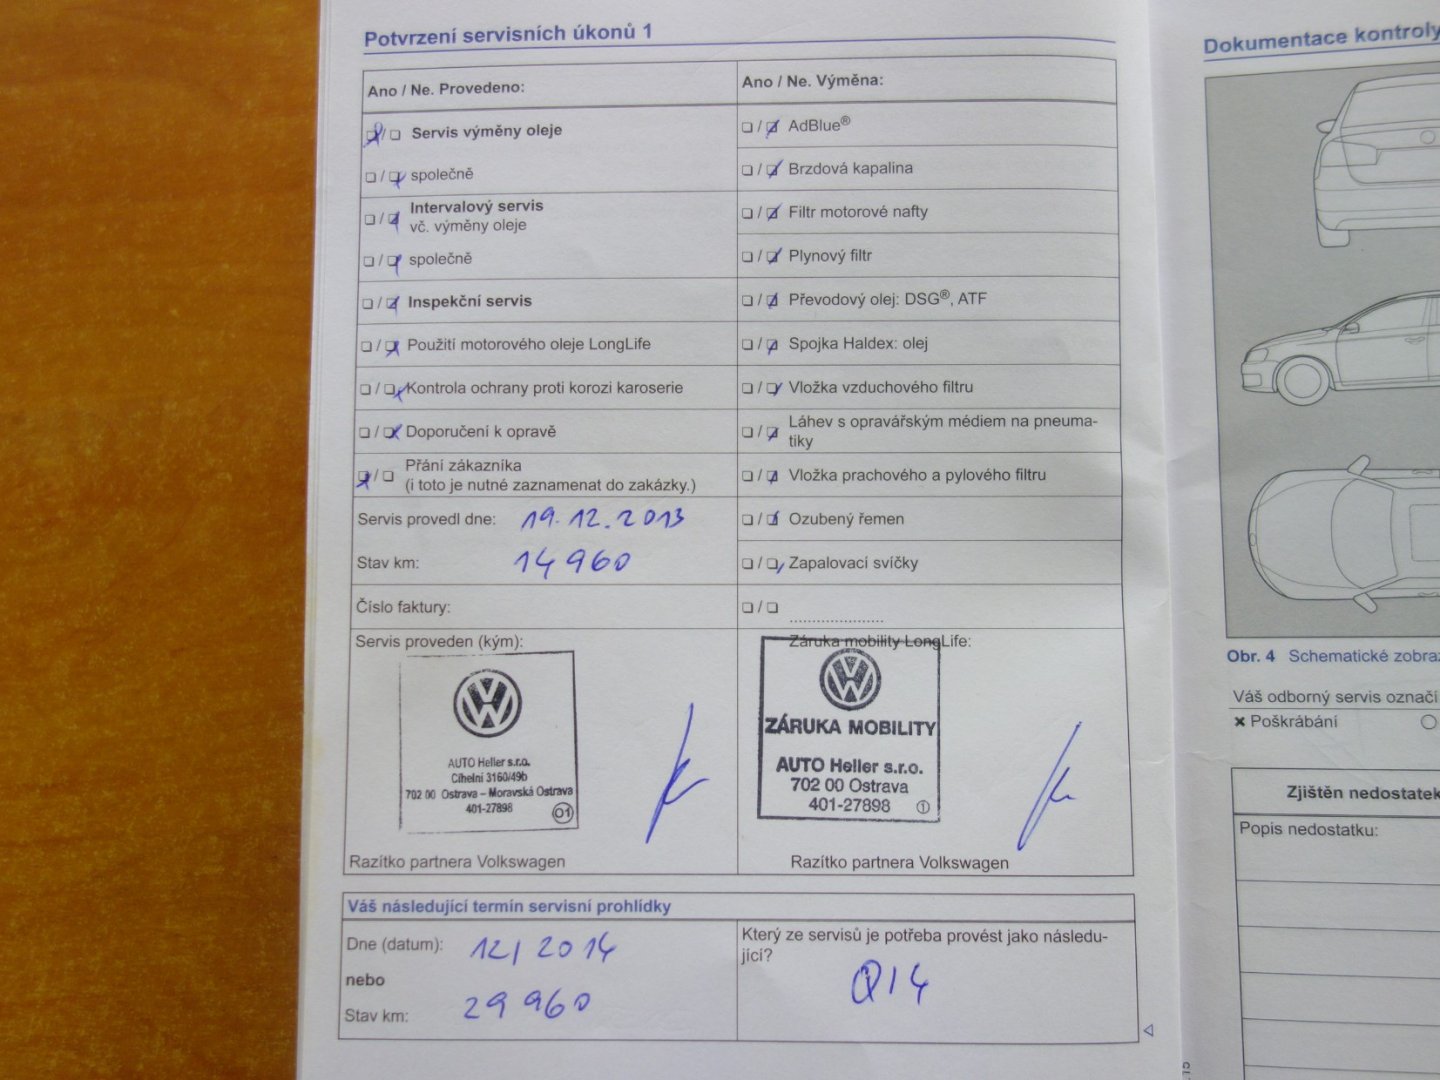 Potvrzení servisních úkonů 1
Ano / Ne. Provedeno:
Servis výměny oleje
společně
Intervalový servis
vč. výměny oleje
společně
Inspekční servis
Použití motorového oleje LongLife
Kontrola ochrany proti korozi karoserie
Doporučení k opravě
Přání zákazníka
(i toto je nutné zaznamenat do zakázky.)
Servis provedl dne: 19.12.2013
Stav km: 14960
Číslo faktury:
Servis proveden (kým):
AUTO Heller s.r.o.
Cihelní 3160/49b
702 00 Ostrava – Moravská Ostrava
401-27898
01
Razítko partnera Volkswagen
Ano / Ne. Výměna:
AdBlue®
Brzdová kapalina
Filtr motorové nafty
Plynový filtr
Převodový olej: DSG®, ATF
Spojka Haldex: olej
Vložka vzduchového filtru
Láhev s opravářským médiem na pneuma-
tiky
Vložka prachového a pylového filtru
Ozubený řemen
Zapalovací svíčky
Záruka mobility LongLife:
ZÁRUKA MOBILITY
AUTO Heller s.r.o.
702 00 Ostrava
401-27898 1
Razítko partnera Volkswagen
Váš následující termín servisní prohlídky
Dne (datum): 12/2014
nebo
Stav km: 29960
Který ze servisů je potřeba provést jako následu-
jící?
QI4
Dokumentace kontroly
Obr. 4 Schematické zobraz
Váš odborný servis označí
Poškrábání
Zjištěn nedostatek
Popis nedostatku: